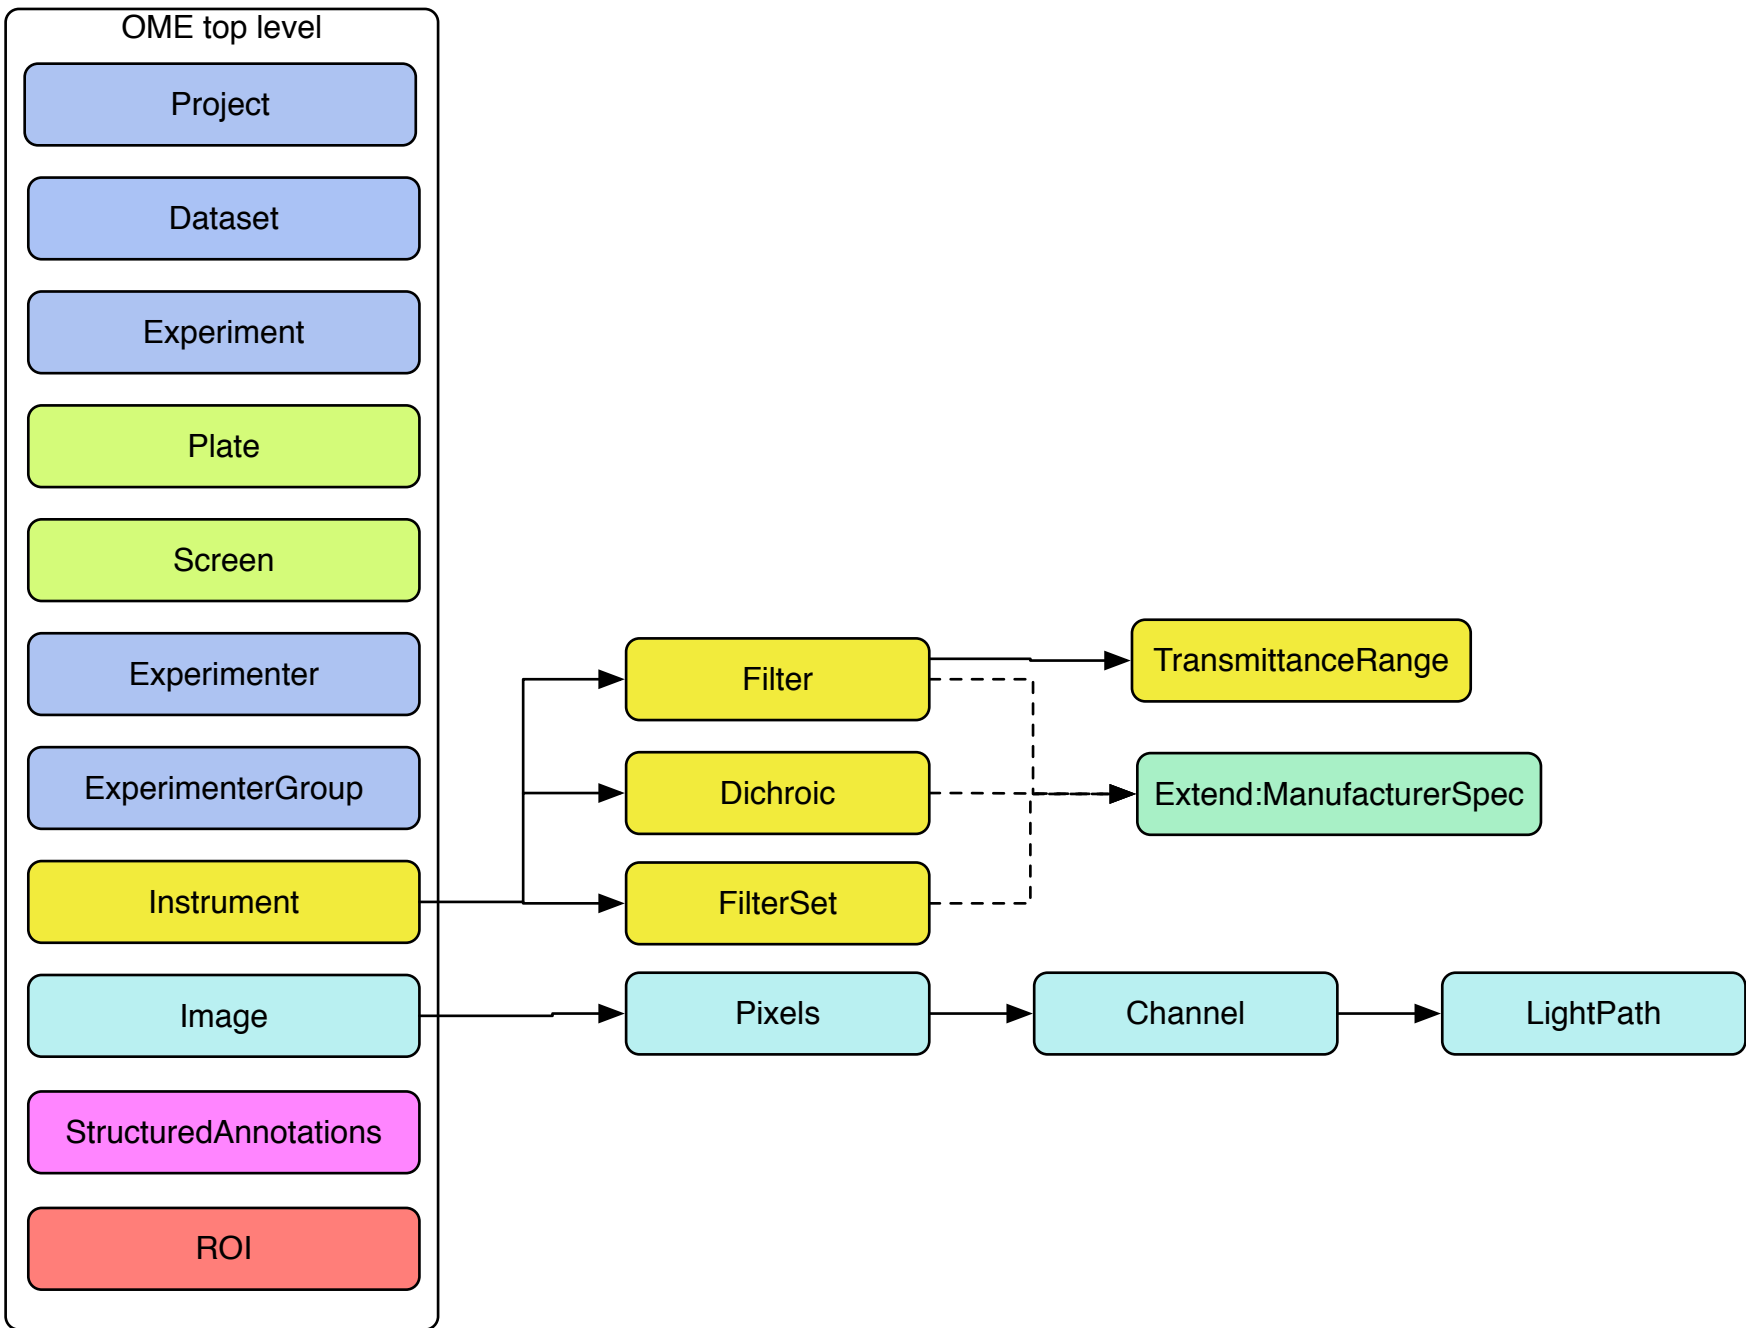 OME top level
Project
Dataset
Experiment
Plate
Screen
Experimenter
ExperimenterGroup
Instrument
Image
StructuredAnnotations
ROI
Filter
Dichroic
FilterSet
Pixels
TransmittanceRange
Extend:ManufacturerSpec
Channel
LightPath